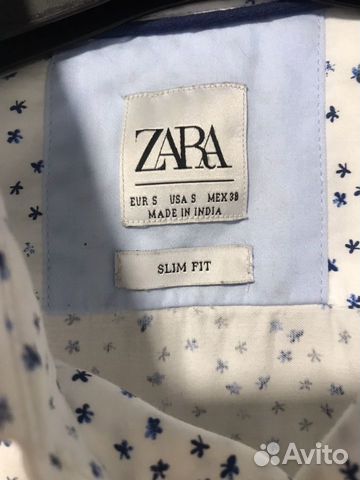 ZARA
EUR S USA S MEX 38
MADE IN INDIA
SLIM FIT
Avito